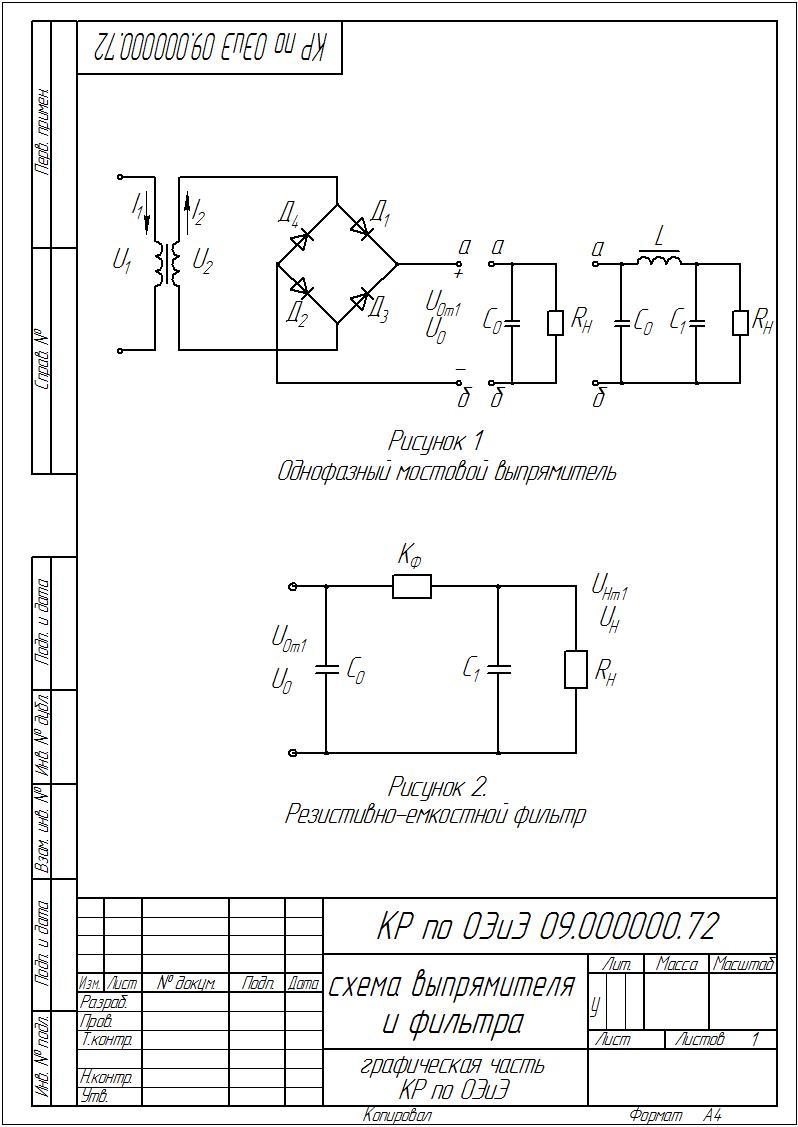 КР по ОЭиЭ 09.000000.72
Перв. примен.
Справ. №
Подп. и дата
Инв. № дубл.
Взам. инв. №
Подп. и дата
Инв. № подл.
I1
I2
U1
U2
Д4
Д1
Д2
Д3
а
+
U0m1
U0
−
б
а
C0
RН
б
а
L
C0
C1
RН
б
Рисунок 1
Однофазный мостовой выпрямитель
КФ
U0m1
U0
C0
C1
UНm1
UН
RН
Рисунок 2.
Резистивно-емкостной фильтр
КР по ОЭиЭ 09.000000.72
Изм. Лист № докум. Подп. Дата
Разраб.
Пров.
Т.контр.
Н.контр.
Утв.
схема выпрямителя
и фильтра
Лит. Масса Масштаб
У
Лист Листов 1
графическая часть
КР по ОЭиЭ
Копировал Формат А4